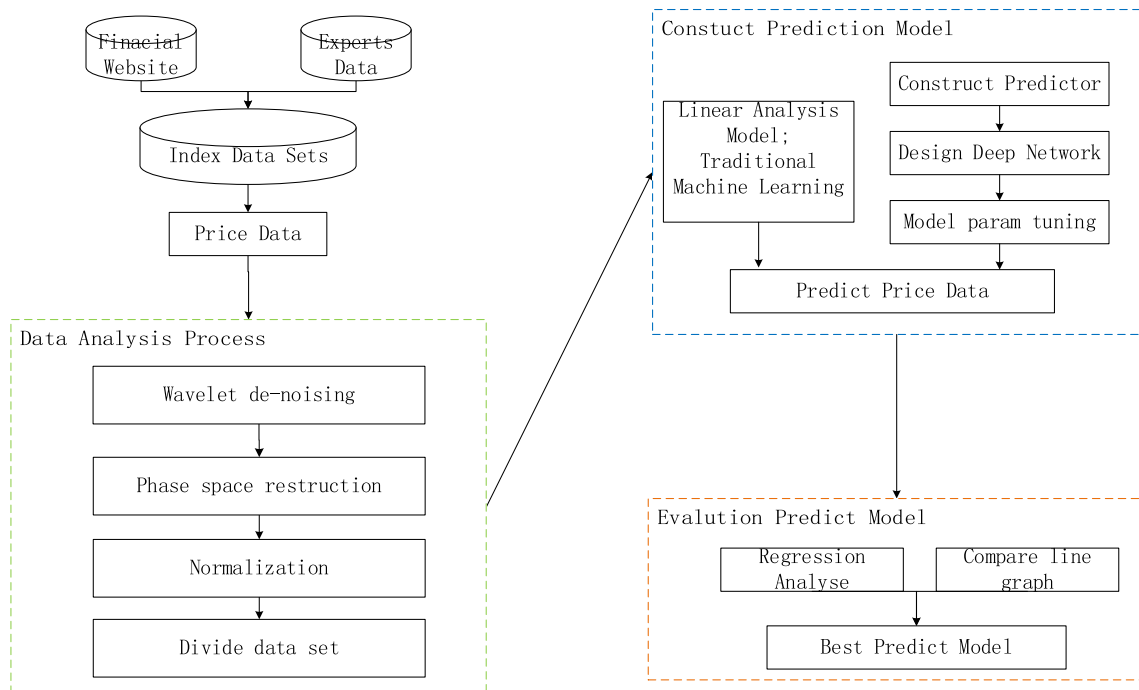 Finacial
Website
Experts
Data
Index Data Sets
Price Data
Data Analysis Process
Wavelet de-noising
Phase space restruction
Normalization
Divide data set
Constuct Prediction Model
Linear Analysis
Model;
Traditional
Machine Learning
Construct Predictor
Design Deep Network
Model param tuning
Predict Price Data
Evalution Predict Model
Regression
Analyse
Compare line
graph
Best Predict Model